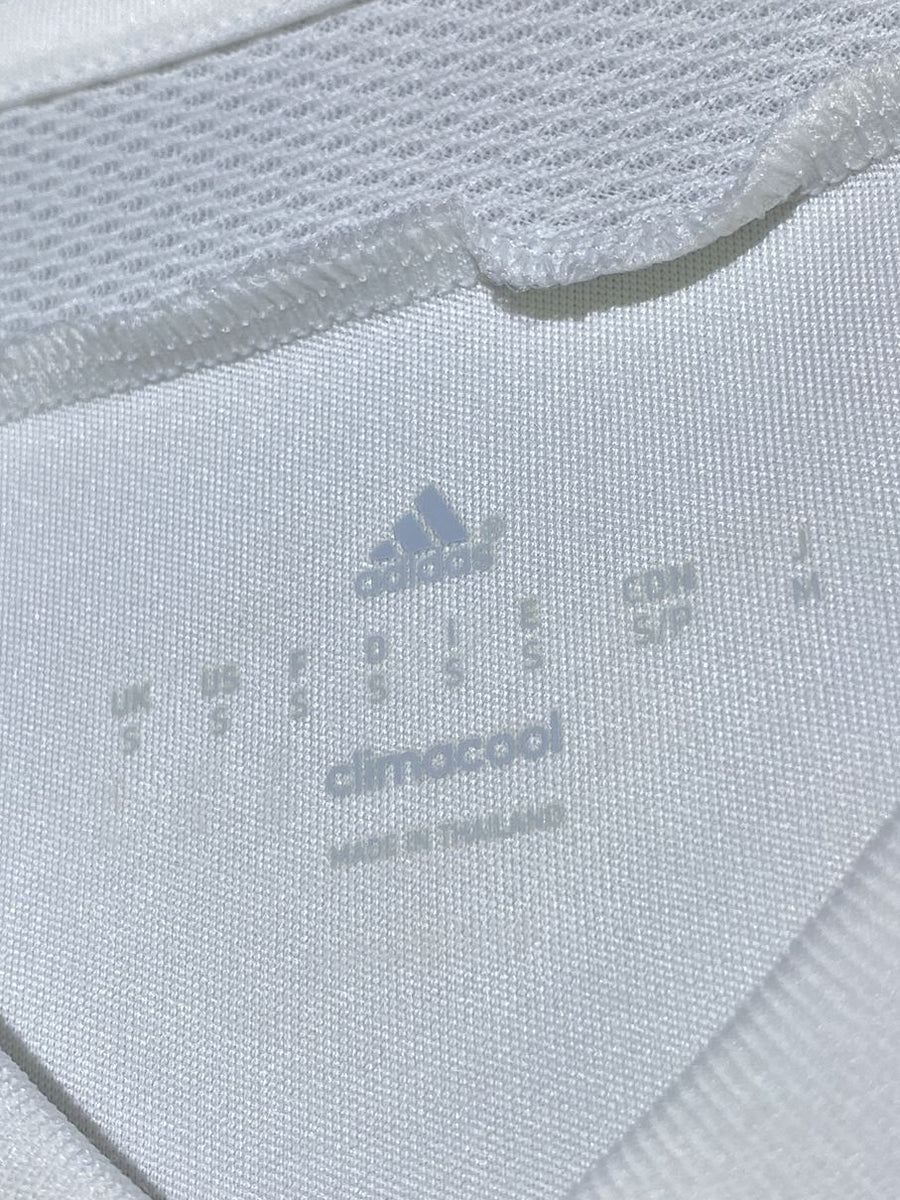 adidas®
UK US F D I E CDN J
S S S S S S S/P M
climacool
MADE IN THAILAND